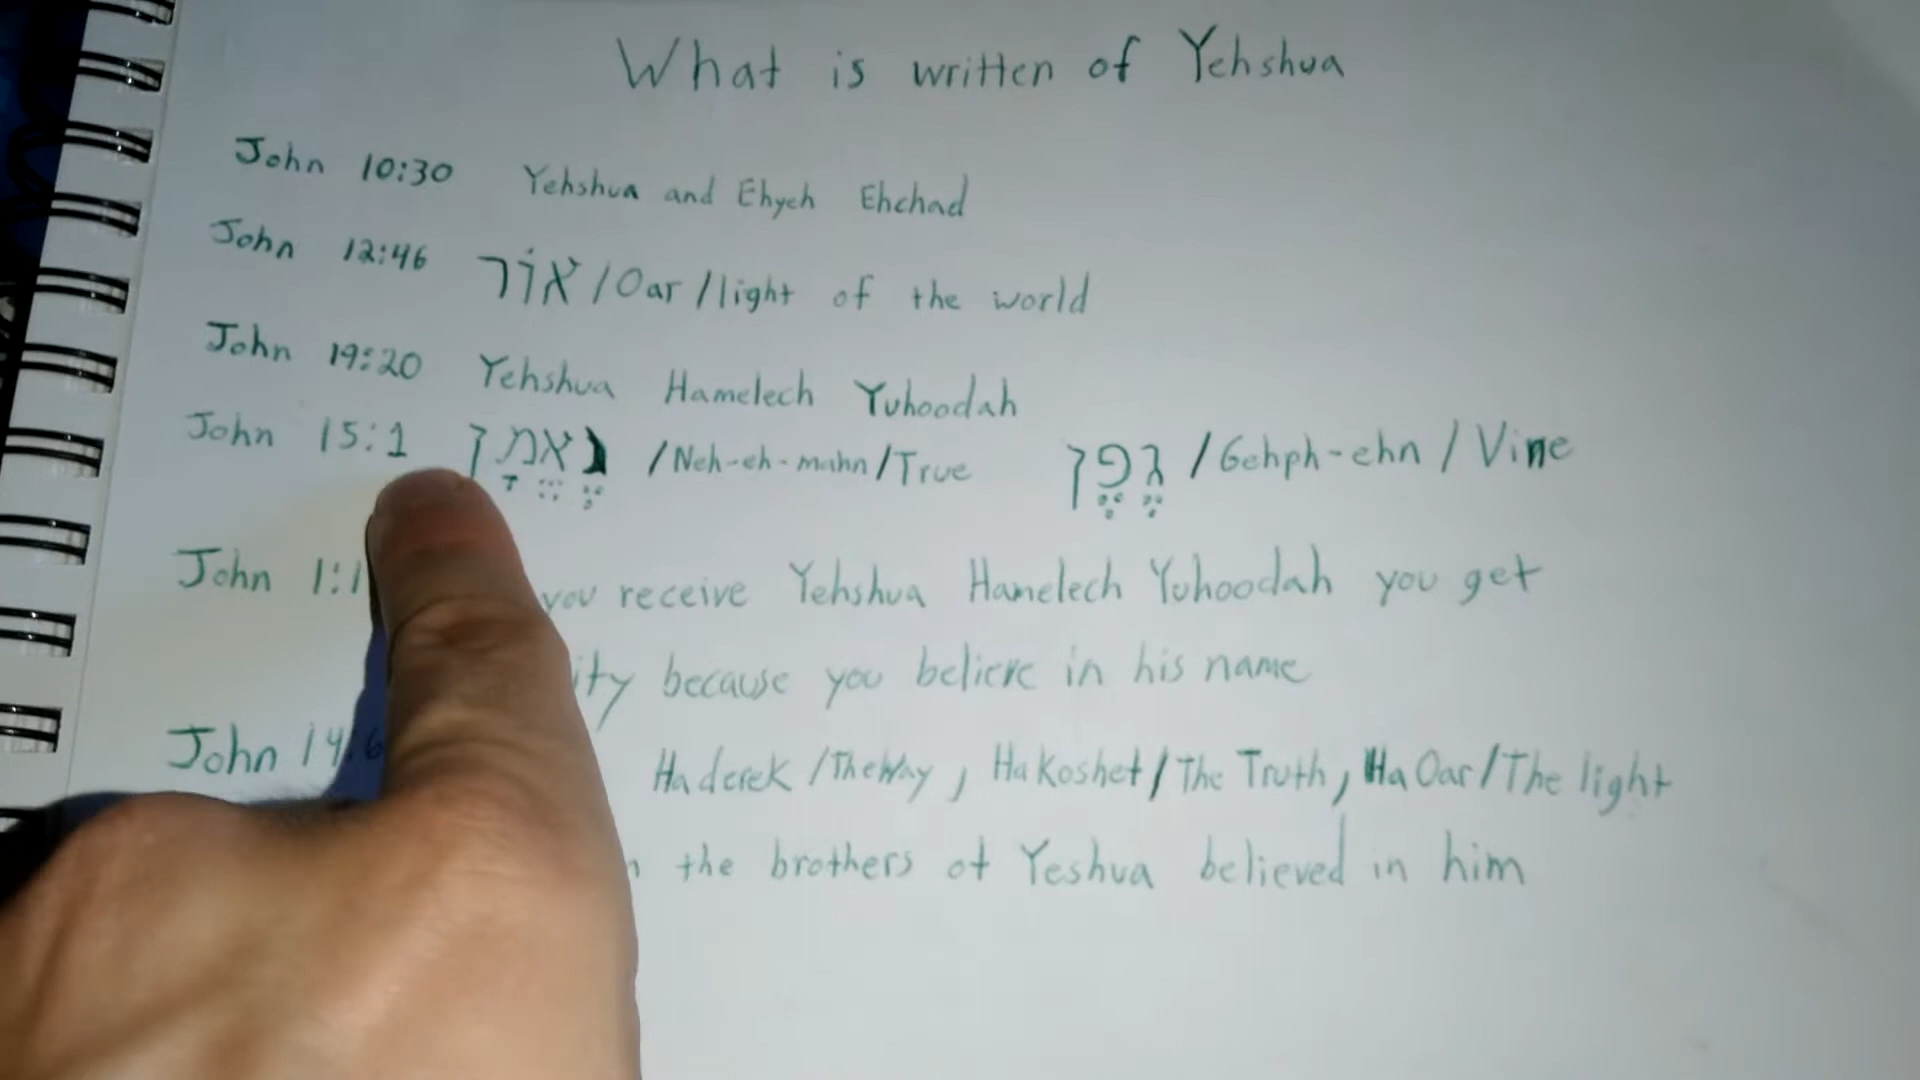 What is written of Yehshua
John 10:30 Yehshua and Ehyeh Ehchad
John 12:46 אוֹר / Oar / light of the world
John 19:20 Yehshua Hamelech Yuhoodah
John 15:1 נֶאֱמָן / Neh-eh-mahn / True גֶפֶן / Gehph-ehn / Vine
John 1:1 you receive Yehshua Hamelech Yuhoodah you get
because you believe in his name
John 14:6 Haderek / The Way , HaKoshet / The Truth , Ha Oar / The light
the brothers of Yeshua believed in him